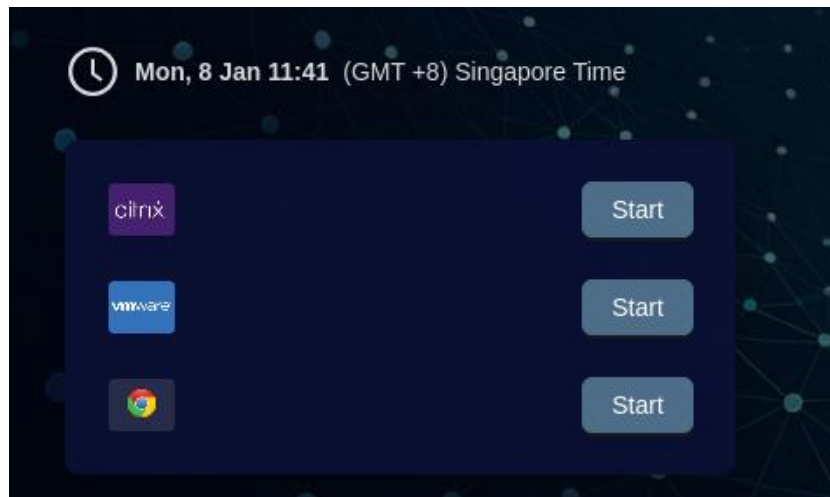 Mon, 8 Jan 11:41 (GMT +8) Singapore Time
citrix Start
vmware Start
Start